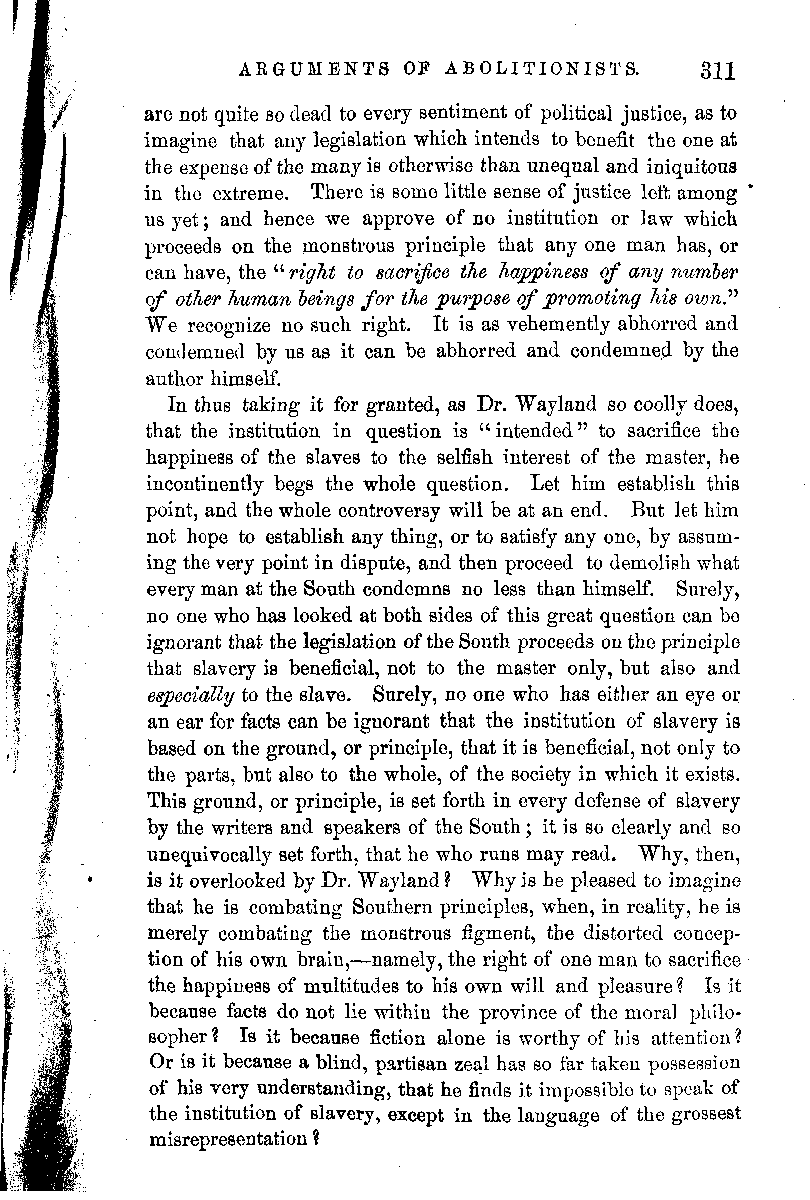 ARGUMENTS OF ABOLITIONISTS. 311
are not quite so dead to every sentiment of political justice, as to
imagine that any legislation which intends to benefit the one at
the expense of the many is otherwise than unequal and iniquitous
in the extreme. There is some little sense of justice left among
us yet; and hence we approve of no institution or law which
proceeds on the monstrous principle that any one man has, or
can have, the "right to sacrifice the happiness of any number
of other human beings for the purpose of promoting his own."
We recognize no such right. It is as vehemently abhorred and
condemned by us as it can be abhorred and condemned by the
author himself.
In thus taking it for granted, as Dr. Wayland so coolly does,
that the institution in question is "intended" to sacrifice the
happiness of the slaves to the selfish interest of the master, he
incontinently begs the whole question. Let him establish this
point, and the whole controversy will be at an end. But let him
not hope to establish any thing, or to satisfy any one, by assum-
ing the very point in dispute, and then proceed to demolish what
every man at the South condemns no less than himself. Surely,
no one who has looked at both sides of this great question can be
ignorant that the legislation of the South proceeds on the principle
that slavery is beneficial, not to the master only, but also and
especially to the slave. Surely, no one who has either an eye or
an ear for facts can be ignorant that the institution of slavery is
based on the ground, or principle, that it is beneficial, not only to
the parts, but also to the whole, of the society in which it exists.
This ground, or principle, is set forth in every defense of slavery
by the writers and speakers of the South; it is so clearly and so
unequivocally set forth, that he who runs may read. Why, then,
is it overlooked by Dr. Wayland? Why is he pleased to imagine
that he is combating Southern principles, when, in reality, he is
merely combating the monstrous figment, the distorted concep-
tion of his own brain,—namely, the right of one man to sacrifice
the happiness of multitudes to his own will and pleasure? Is it
because facts do not lie within the province of the moral philo-
sopher? Is it because fiction alone is worthy of his attention?
Or is it because a blind, partisan zeal has so far taken possession
of his very understanding, that he finds it impossible to speak of
the institution of slavery, except in the language of the grossest
misrepresentation?